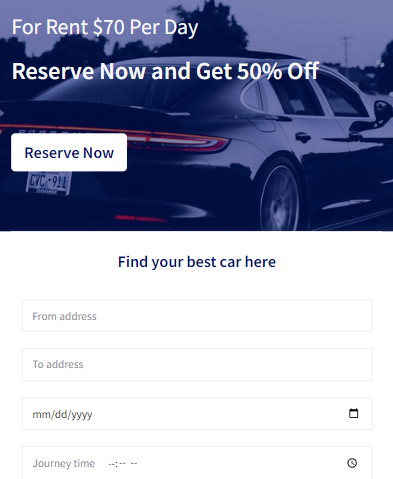 For Rent $70 Per Day
Reserve Now and Get 50% Off
Reserve Now
CVC·911
Find your best car here
From address
To address
mm/dd/yyyy
Journey time --:-- --